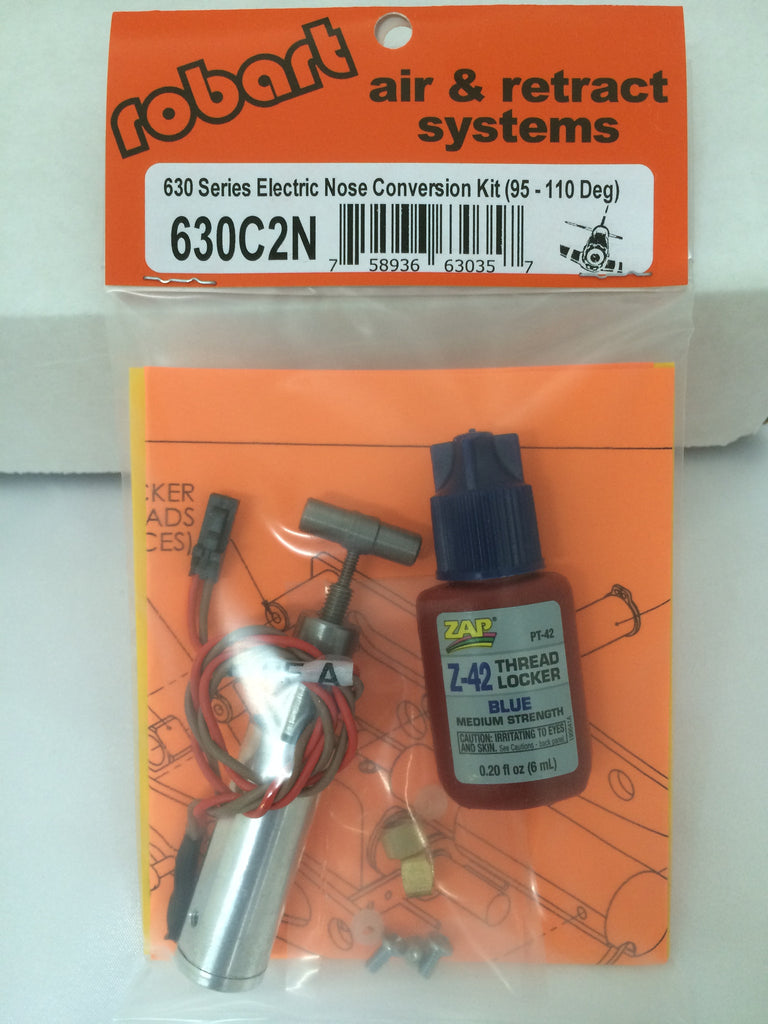 robart
air & retract
systems
630 Series Electric Nose Conversion Kit (95 - 110 Deg)
630C2N
7 58936 63035 7
CKER
ADS
CES)
A
ZAP
PT-42
Z-42 THREAD
LOCKER
BLUE
MEDIUM STRENGTH
CAUTION: IRRITATING TO EYES
AND SKIN. See Cautions - back panel
0.20 fl oz (6 mL)